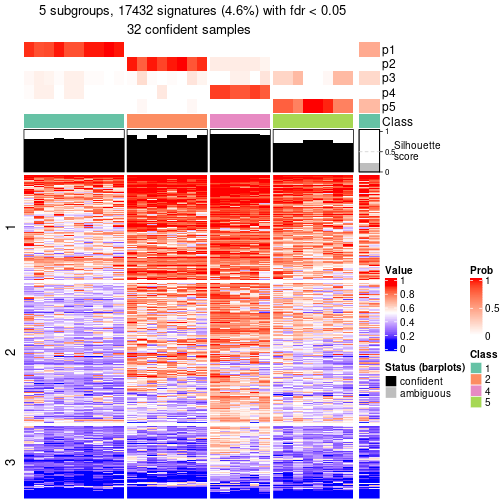 5 subgroups, 17432 signatures (4.6%) with fdr < 0.05
32 confident samples
p1
p2
p3
p4
p5
Class
1
0.5
0
Silhouette
score
1
2
3
Value
1
0.8
0.6
0.4
0.2
0
Prob
1
0.5
0
Status (barplots)
confident
ambiguous
Class
1
2
4
5